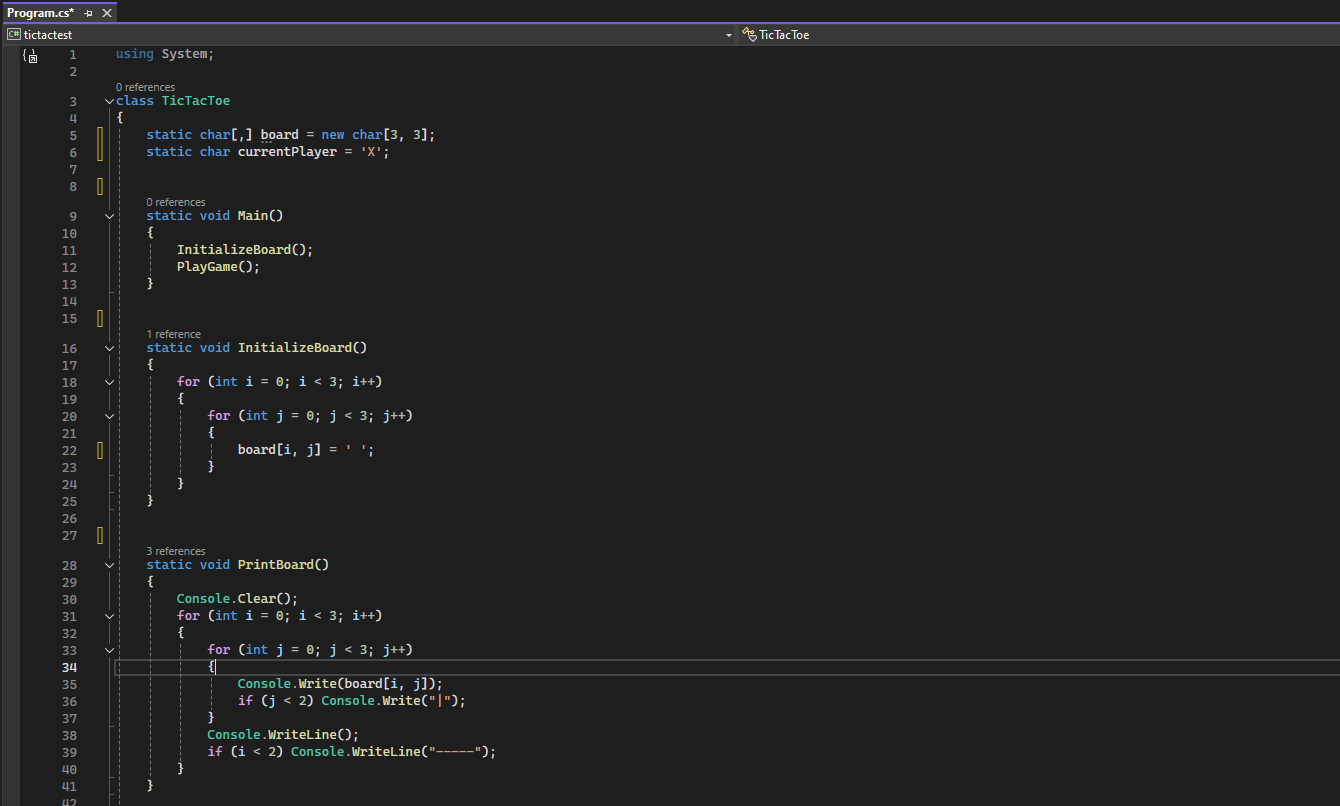 Program.cs*
tictactest
TicTacToe
1 using System;
2
0 references
3 class TicTacToe
4 {
5 static char[,] board = new char[3, 3];
6 static char currentPlayer = 'X';
7
8
0 references
9 static void Main()
10 {
11 InitializeBoard();
12 PlayGame();
13 }
14
15
1 reference
16 static void InitializeBoard()
17 {
18 for (int i = 0; i < 3; i++)
19 {
20 for (int j = 0; j < 3; j++)
21 {
22 board[i, j] = ' ';
23 }
24 }
25 }
26
27
3 references
28 static void PrintBoard()
29 {
30 Console.Clear();
31 for (int i = 0; i < 3; i++)
32 {
33 for (int j = 0; j < 3; j++)
34 {
35 Console.Write(board[i, j]);
36 if (j < 2) Console.Write("|");
37 }
38 Console.WriteLine();
39 if (i < 2) Console.WriteLine("-----");
40 }
41 }
42